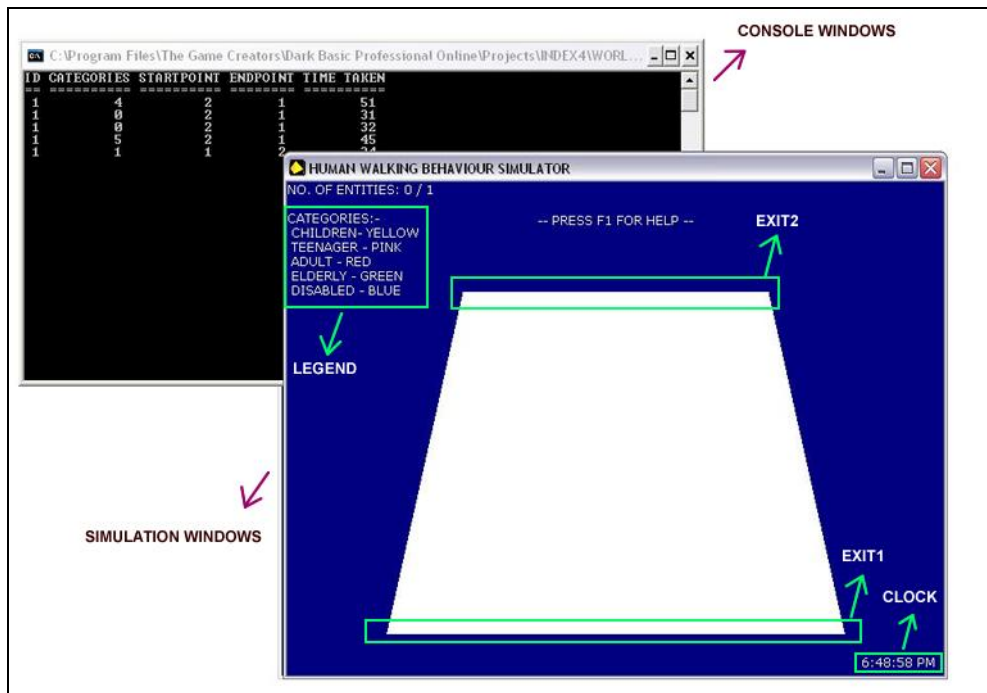 CONSOLE WINDOWS
C:\Program Files\The Game Creators\Dark Basic Professional Online\Projects\INDEX4\WORL...
ID CATEGORIES STARTPOINT ENDPOINT TIME TAKEN
== ========== ========== ======== ==========
1 4 2 1 51
1 0 2 1 31
1 0 2 1 32
1 5 2 1 45
1 1 1 2
HUMAN WALKING BEHAVIOUR SIMULATOR
NO. OF ENTITIES: 0 / 1
CATEGORIES:-
CHILDREN- YELLOW
TEENAGER - PINK
ADULT - RED
ELDERLY - GREEN
DISABLED - BLUE
-- PRESS F1 FOR HELP --
EXIT2
LEGEND
SIMULATION WINDOWS
EXIT1
CLOCK
6:48:58 PM